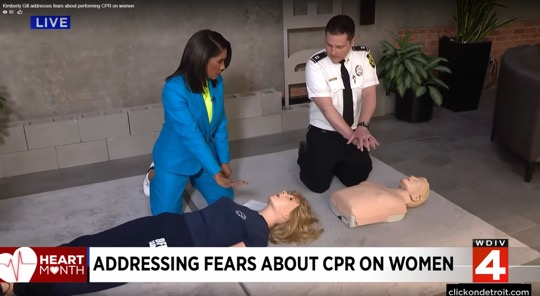 Kimberly Gill addresses fears about performing CPR on women
82
LIVE
HEART
MONTH
ADDRESSING FEARS ABOUT CPR ON WOMEN
WDIV
4
clickondetroit.com